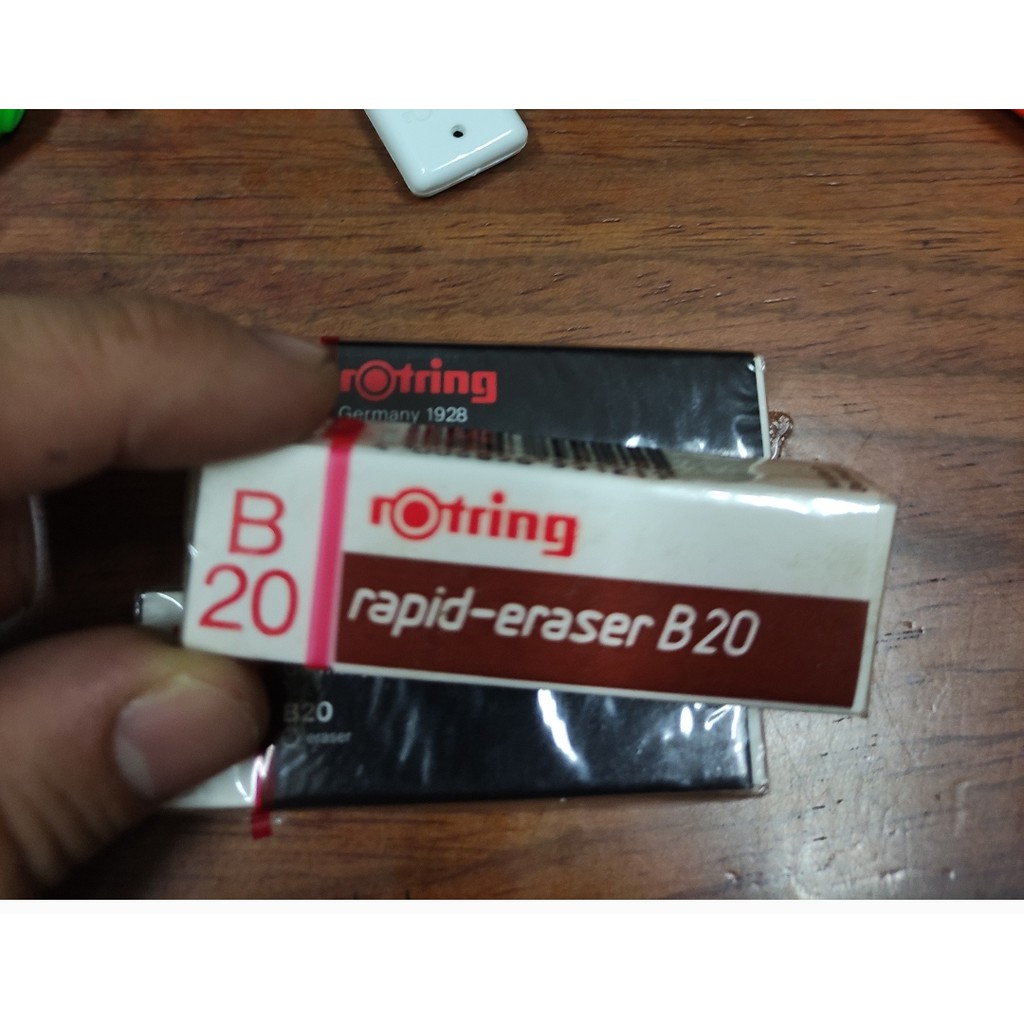 rotring
Germany 1928
B
20
rotring
rapid-eraser B20
B20
eraser